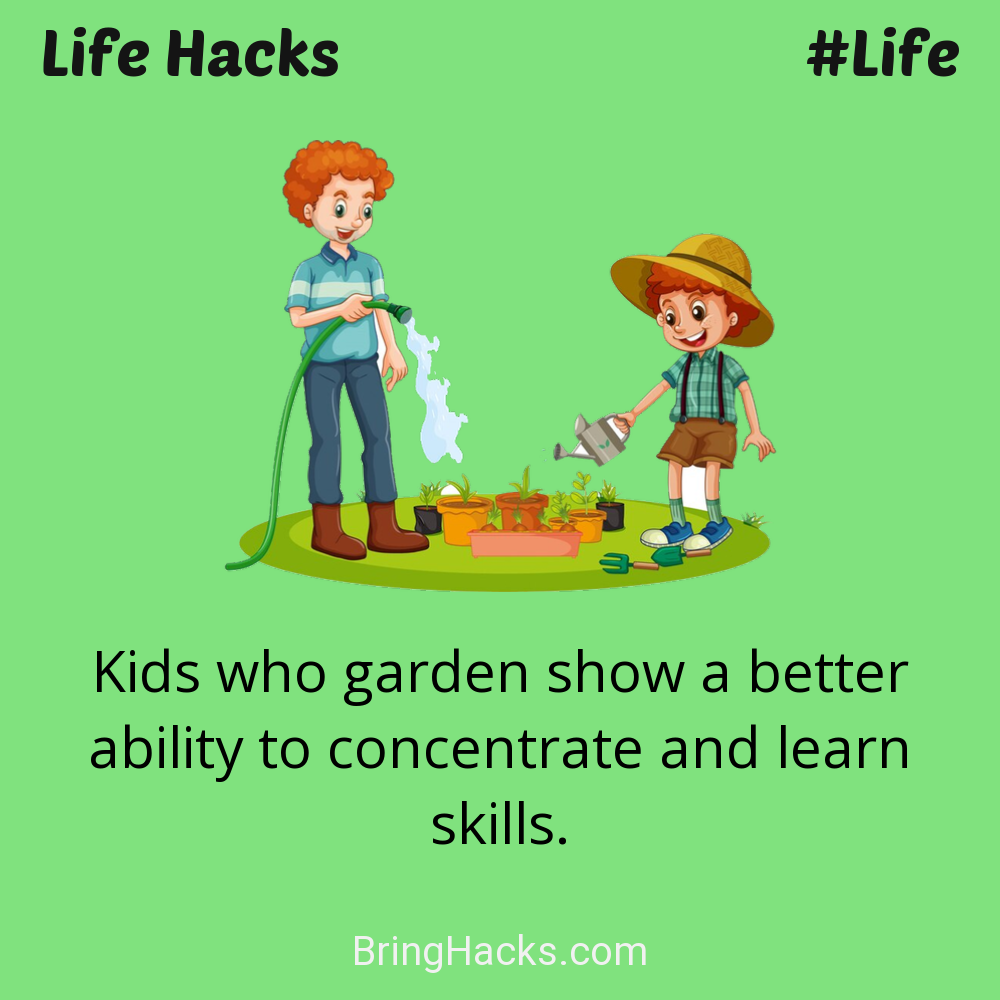 Life Hacks
#Life
Kids who garden show a better
ability to concentrate and learn
skills.
BringHacks.com